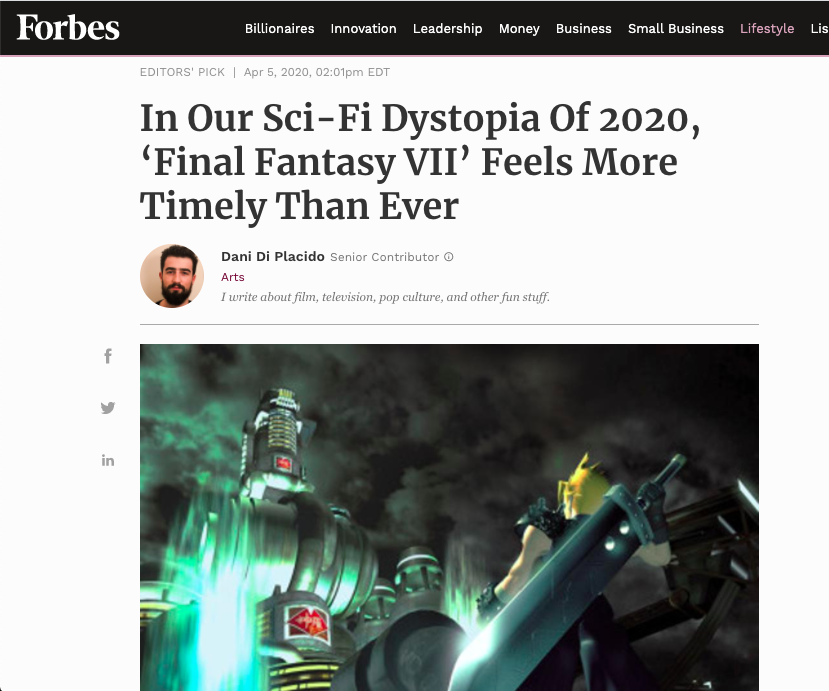 Forbes
Billionaires Innovation Leadership Money Business Small Business Lifestyle Lis
EDITORS' PICK | Apr 5, 2020, 02:01pm EDT
In Our Sci-Fi Dystopia Of 2020,
‘Final Fantasy VII’ Feels More
Timely Than Ever
Dani Di Placido Senior Contributor
Arts
I write about film, television, pop culture, and other fun stuff.